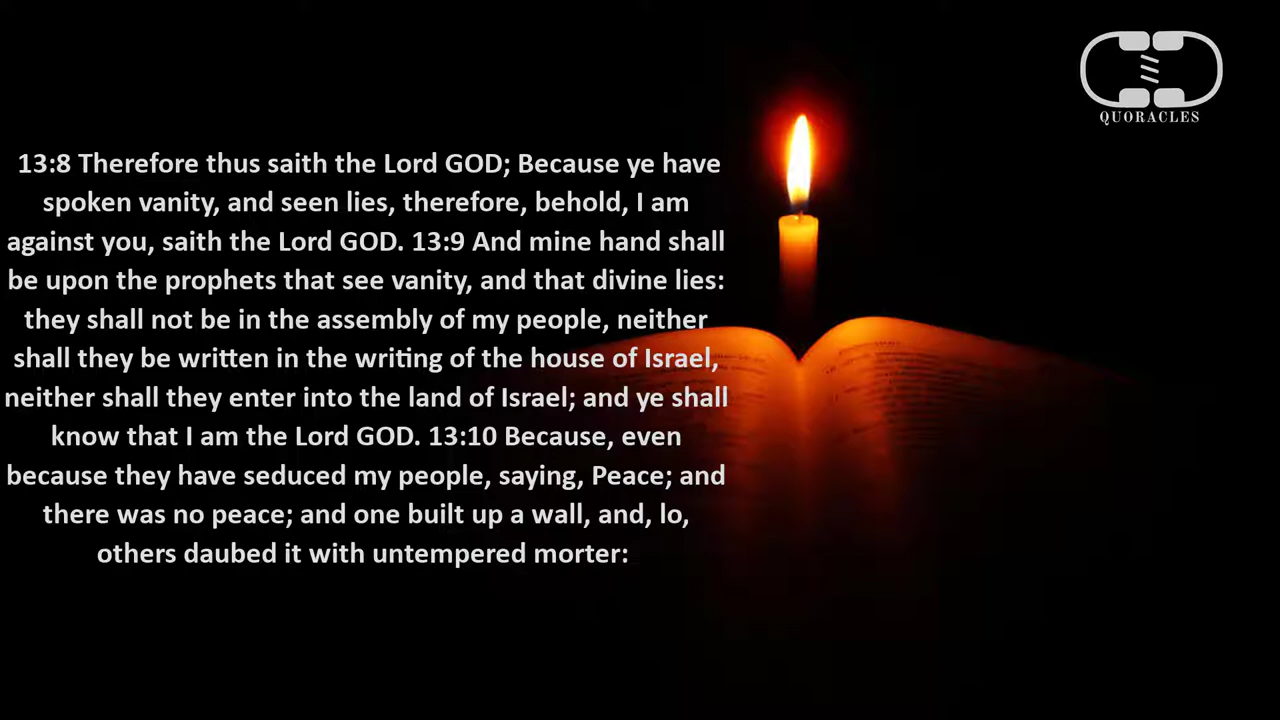 QUORACLES
13:8 Therefore thus saith the Lord GOD; Because ye have
spoken vanity, and seen lies, therefore, behold, I am
against you, saith the Lord GOD. 13:9 And mine hand shall
be upon the prophets that see vanity, and that divine lies:
they shall not be in the assembly of my people, neither
shall they be written in the writing of the house of Israel,
neither shall they enter into the land of Israel; and ye shall
know that I am the Lord GOD. 13:10 Because, even
because they have seduced my people, saying, Peace; and
there was no peace; and one built up a wall, and, lo,
others daubed it with untempered morter: